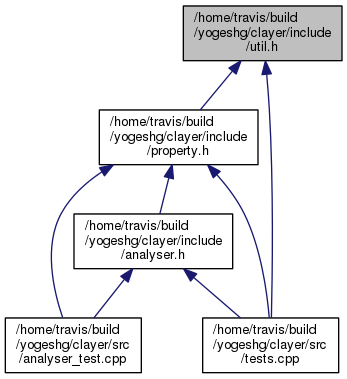 /home/travis/build
/yogeshg/clayer/include
/util.h
/home/travis/build
/yogeshg/clayer/include
/property.h
/home/travis/build
/yogeshg/clayer/include
/analyser.h
/home/travis/build
/yogeshg/clayer/src
/analyser_test.cpp
/home/travis/build
/yogeshg/clayer/src
/tests.cpp